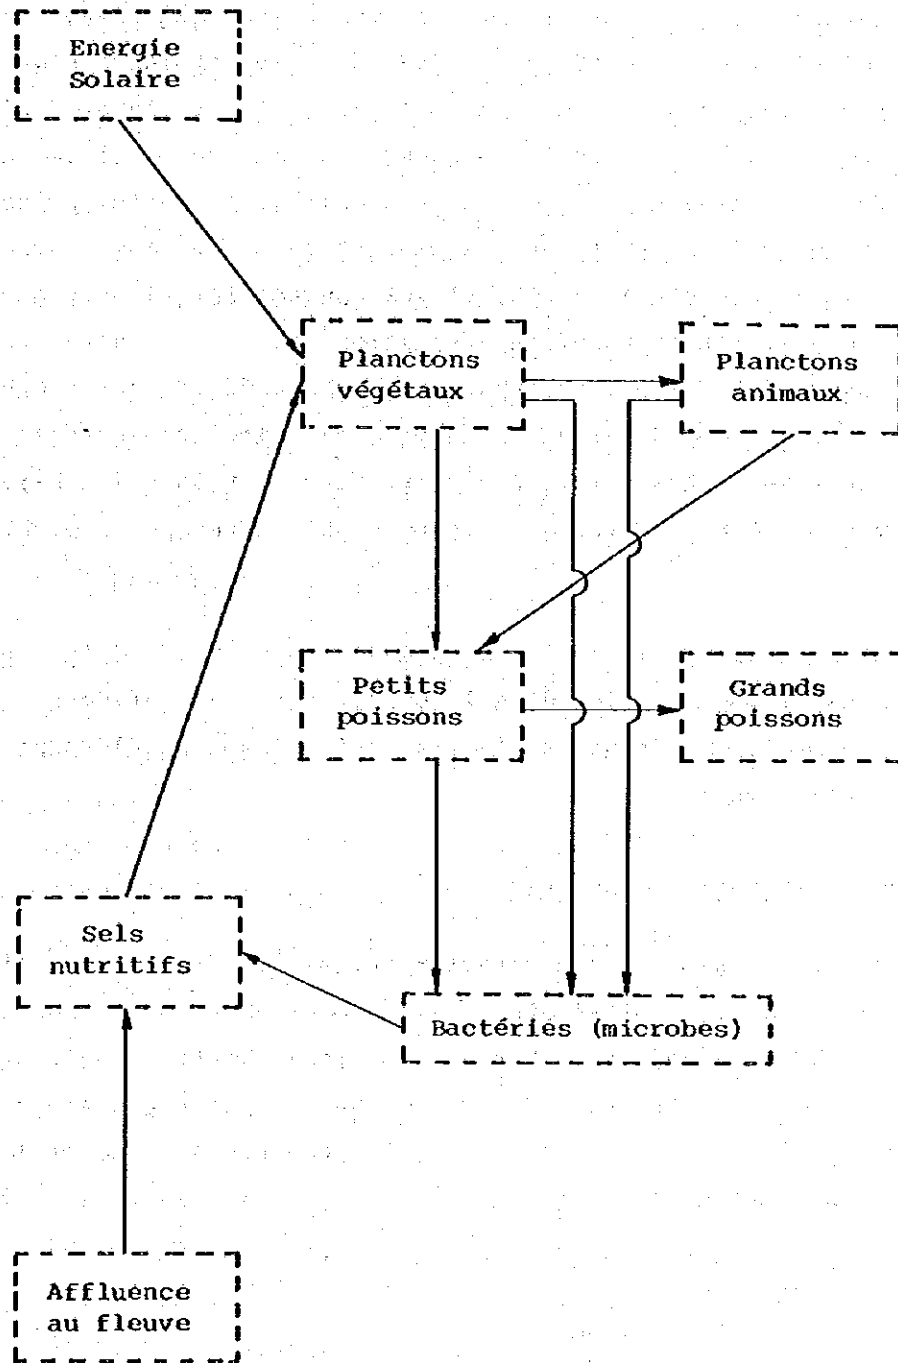 Energie
Solaire
Planctons
végétaux
Planctons
animaux
Petits
poissons
Grands
poissons
Sels
nutritifs
Bactéries (microbes)
Affluence
au fleuve